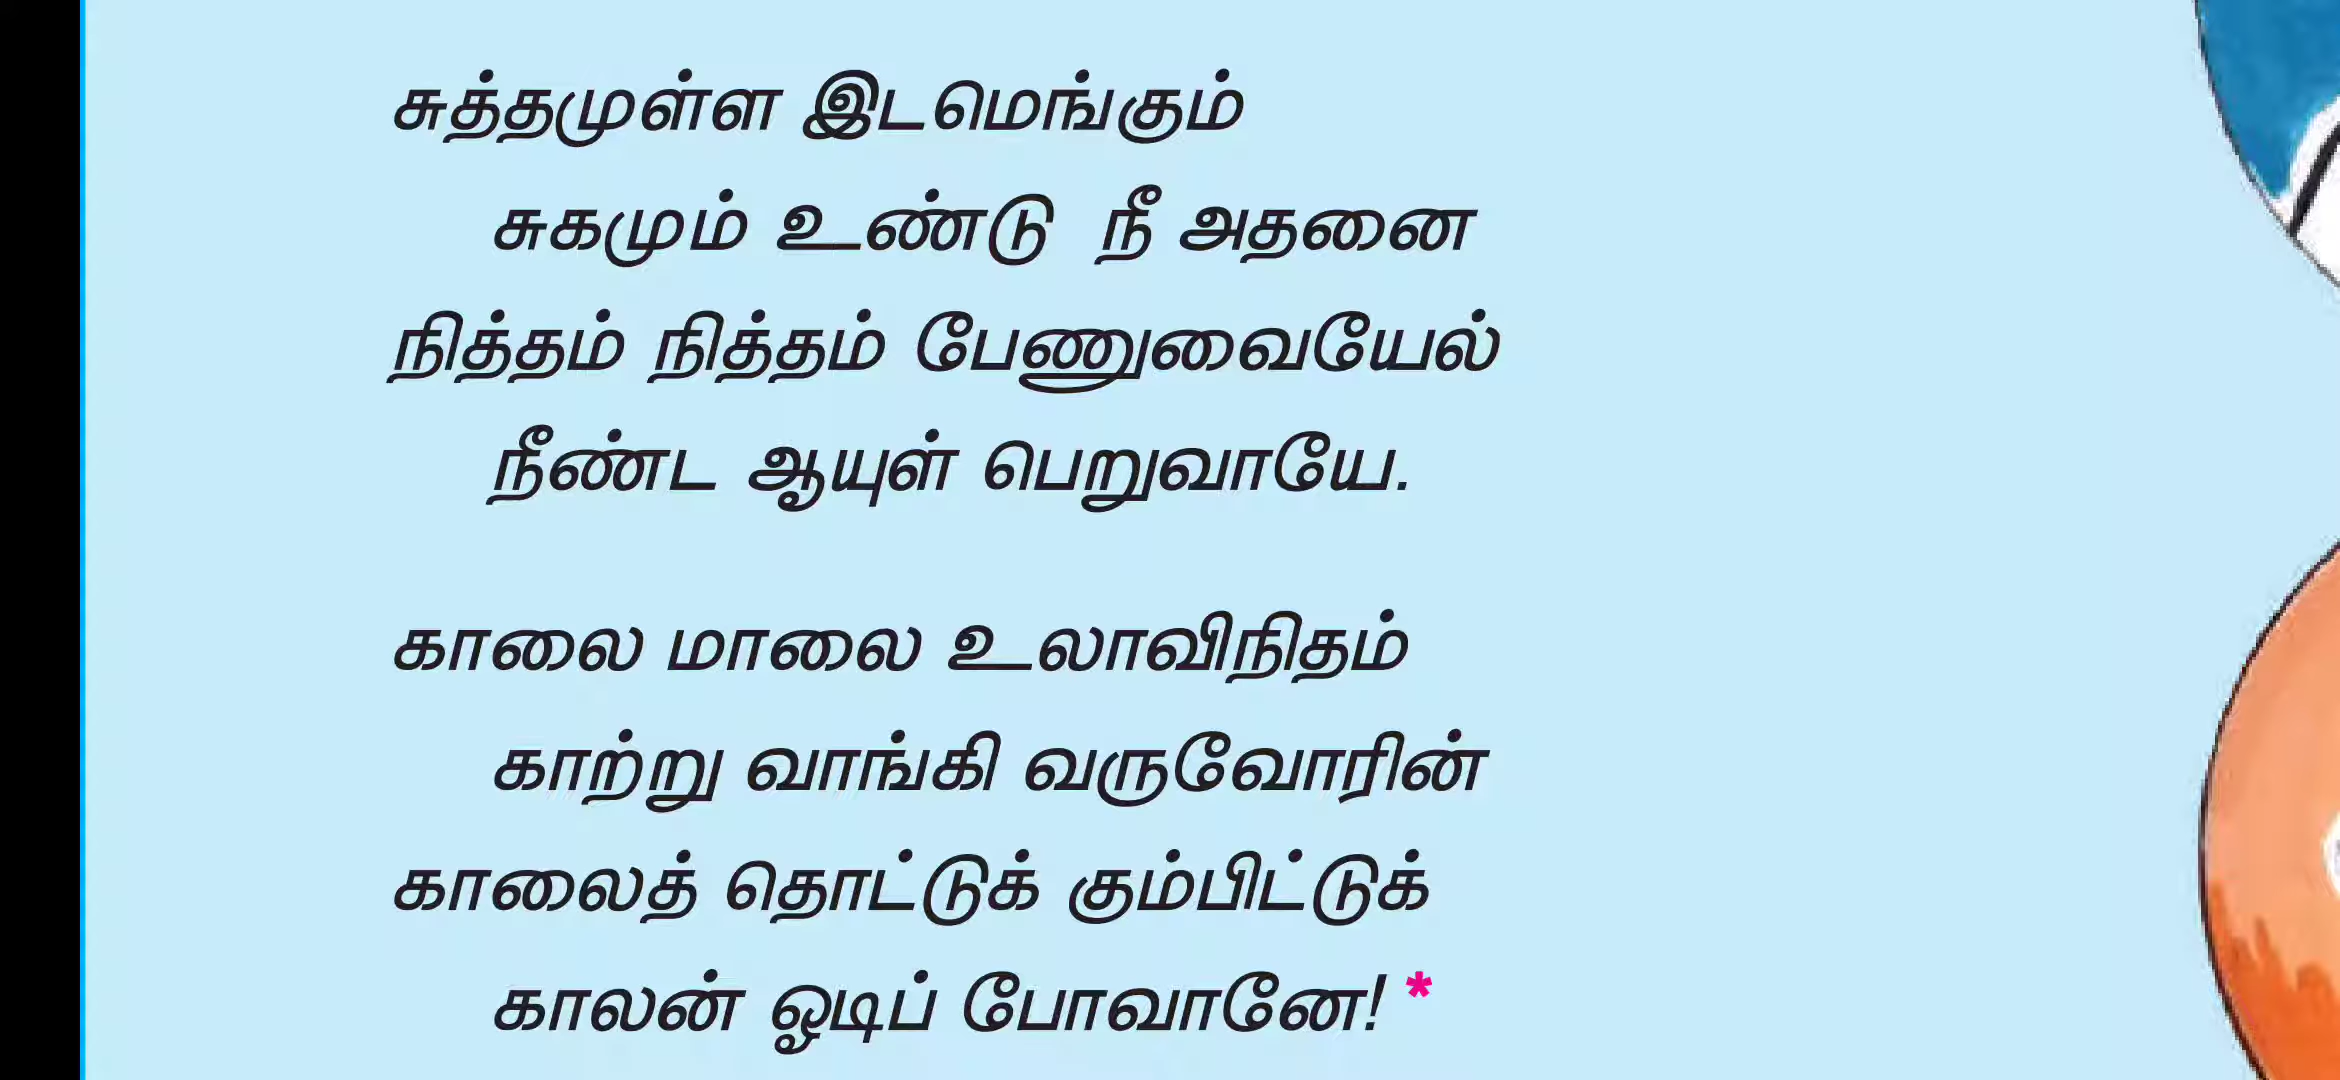 சுத்தமுள்ள இடமெங்கும்
சுகமும் உண்டு நீ அதனை
நித்தம் நித்தம் பேணுவையேல்
நீண்ட ஆயுள் பெறுவாயே.
காலை மாலை உலாவிநிதம்
காற்று வாங்கி வருவோரின்
காலைத் தொட்டுக் கும்பிட்டுக்
காலன் ஓடிப் போவானே! *